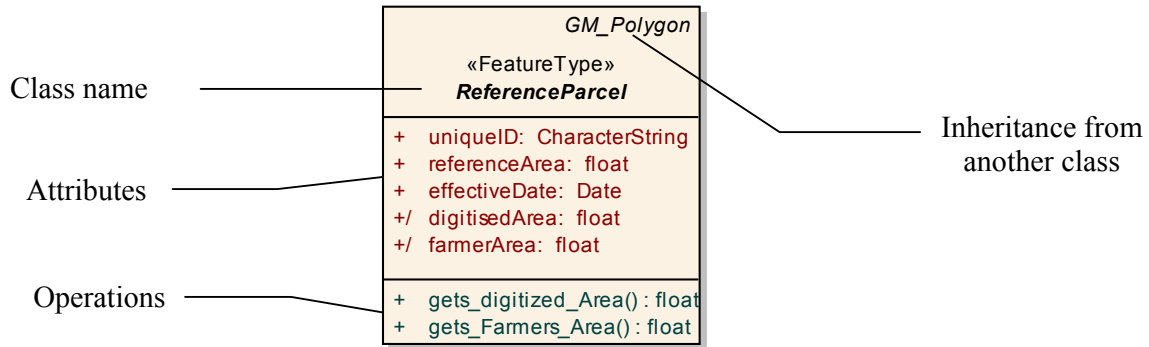 GM_Polygon
«FeatureType»
ReferenceParcel
Class name
+ uniqueID: CharacterString
+ referenceArea: float
+ effectiveDate: Date
+/ digitisedArea: float
+/ farmerArea: float
Attributes
Inheritance from
another class
Operations
+ gets_digitized_Area() : float
+ gets_Farmers_Area() : float